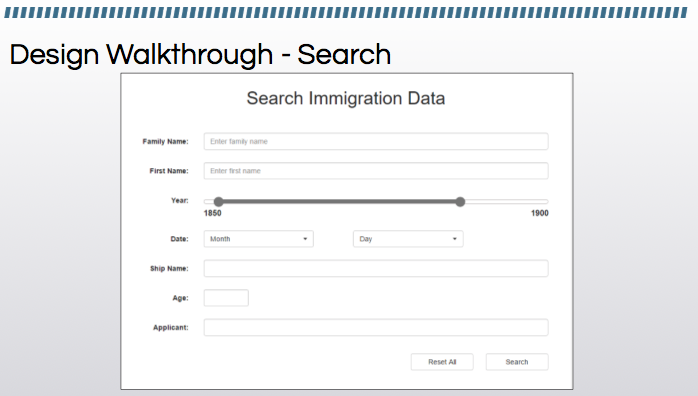 Design Walkthrough - Search
Search Immigration Data
Family Name: Enter family name
First Name: Enter first name
Year:
1850 1900
Date: Month Day
Ship Name:
Age:
Applicant:
Reset All Search